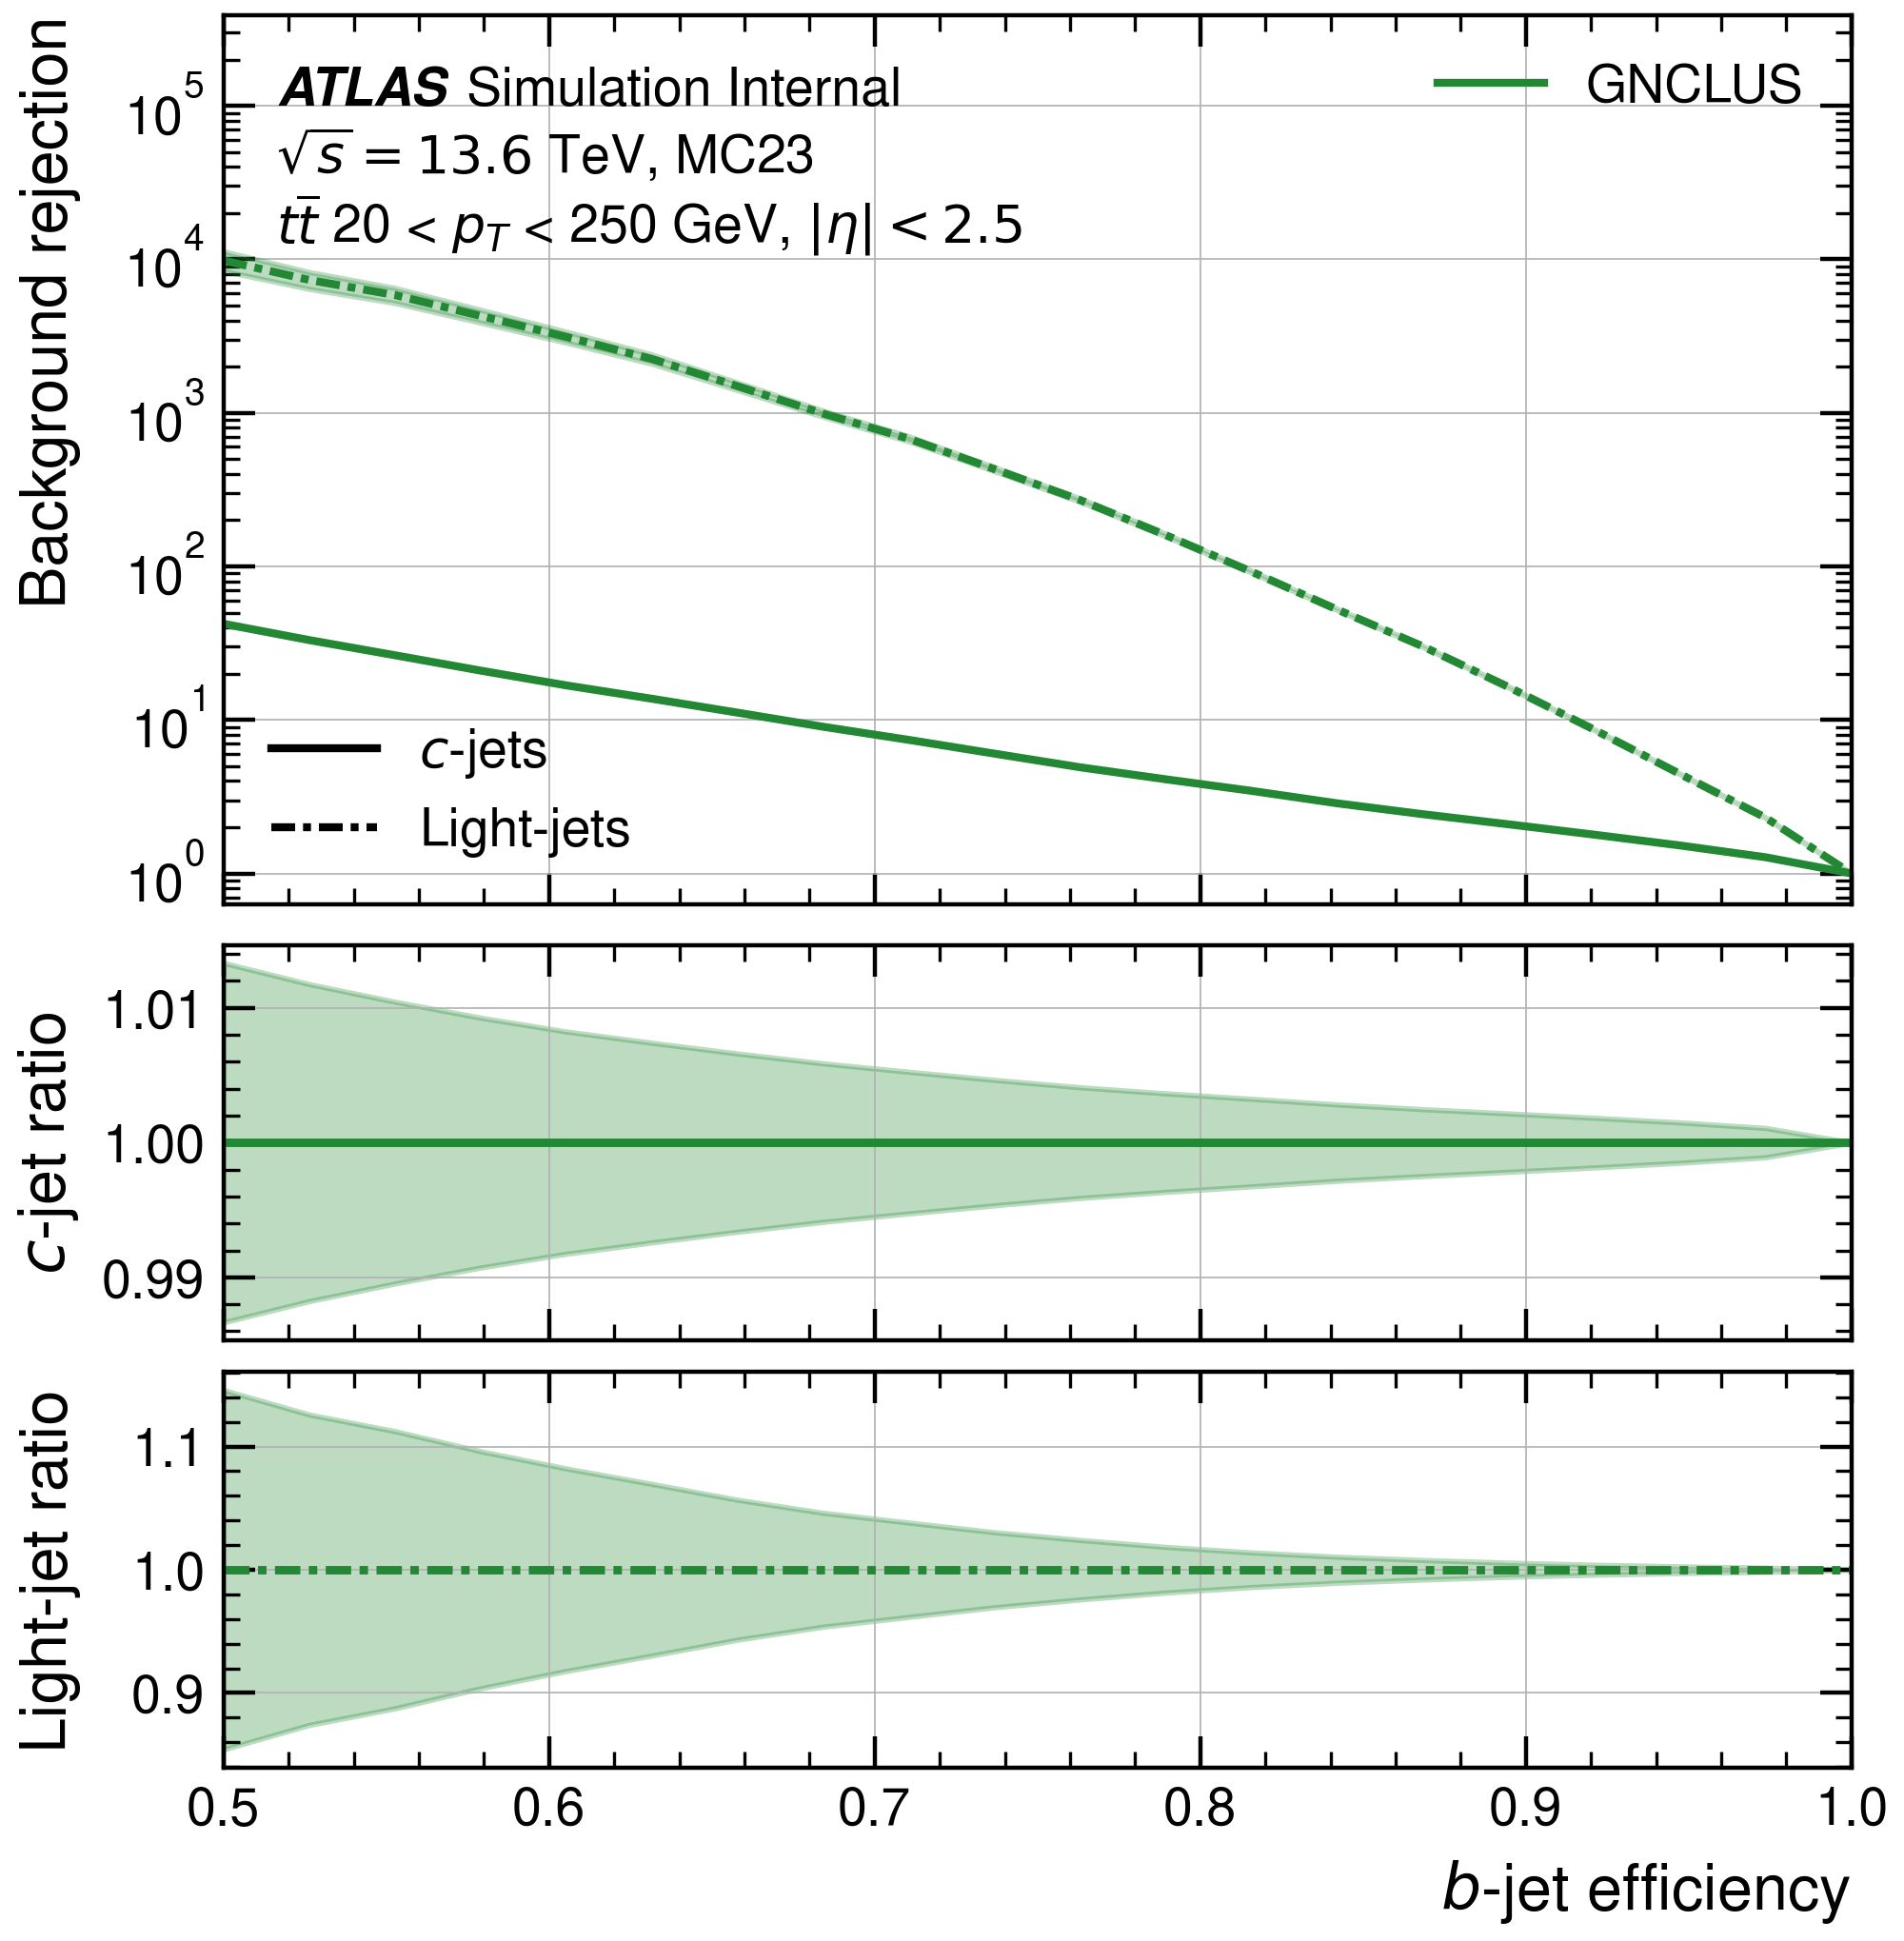 Background rejection
10^5
10^4
10^3
10^2
10^1
10^0
ATLAS Simulation Internal
√s = 13.6 TeV, MC23
tt̅ 20 < p_T < 250 GeV, |η| < 2.5
GNCLUS
c-jets
Light-jets
c-jet ratio
1.01
1.00
0.99
Light-jet ratio
1.1
1.0
0.9
0.5 0.6 0.7 0.8 0.9 1.0
b-jet efficiency